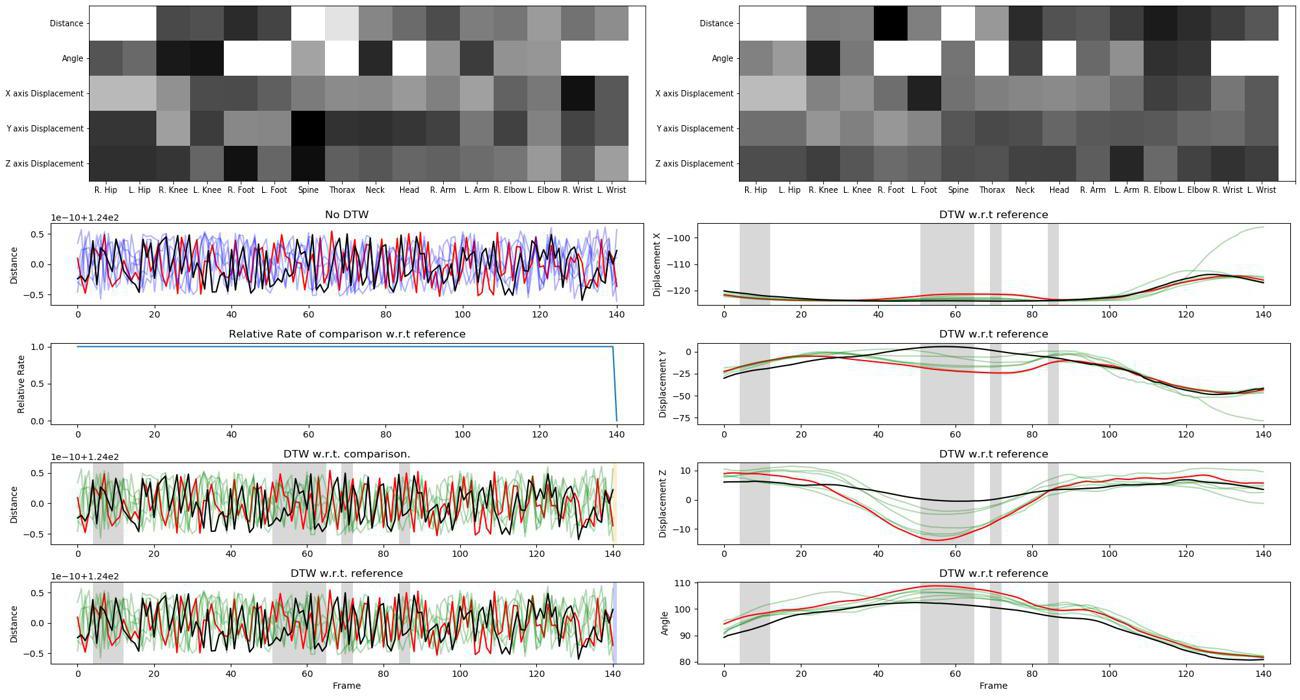 Distance
Angle
X axis Displacement
Y axis Displacement
Z axis Displacement
R. Hip L. Hip R. Knee L. Knee R. Foot L. Foot Spine Thorax Neck Head R. Arm L. Arm R. Elbow L. Elbow R. Wrist L. Wrist
Distance
Angle
X axis Displacement
Y axis Displacement
Z axis Displacement
R. Hip L. Hip R. Knee L. Knee R. Foot L. Foot Spine Thorax Neck Head R. Arm L. Arm R. Elbow L. Elbow R. Wrist L. Wrist
No DTW
1e−10+1.24e2
Distance
0.5
0.0
−0.5
0 20 40 60 80 100 120 140
DTW w.r.t reference
Diplacement X
−100
−110
−120
0 20 40 60 80 100 120 140
Relative Rate of comparison w.r.t reference
Relative Rate
1.0
0.5
0.0
0 20 40 60 80 100 120 140
DTW w.r.t reference
Displacement Y
0
−25
−50
−75
0 20 40 60 80 100 120 140
DTW w.r.t. comparison.
1e−10+1.24e2
Distance
0.5
0.0
−0.5
0 20 40 60 80 100 120 140
DTW w.r.t reference
Displacement Z
10
0
−10
0 20 40 60 80 100 120 140
DTW w.r.t. reference
1e−10+1.24e2
Distance
0.5
0.0
−0.5
0 20 40 60 80 100 120 140
Frame
DTW w.r.t reference
Angle
110
100
90
80
0 20 40 60 80 100 120 140
Frame